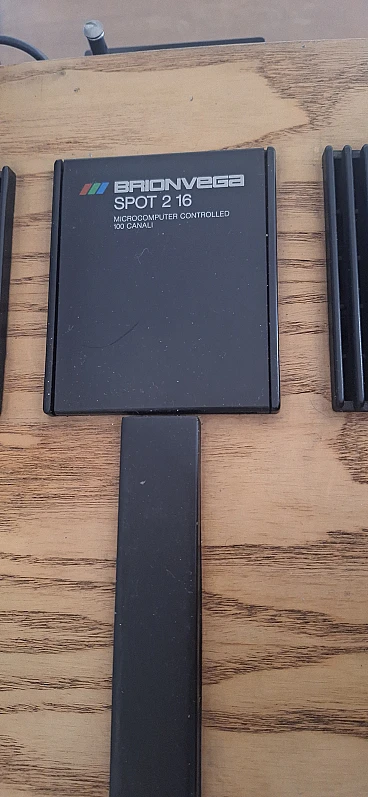 BRIONVEGA
SPOT 2 16
MICROCOMPUTER CONTROLLED
100 CANALI